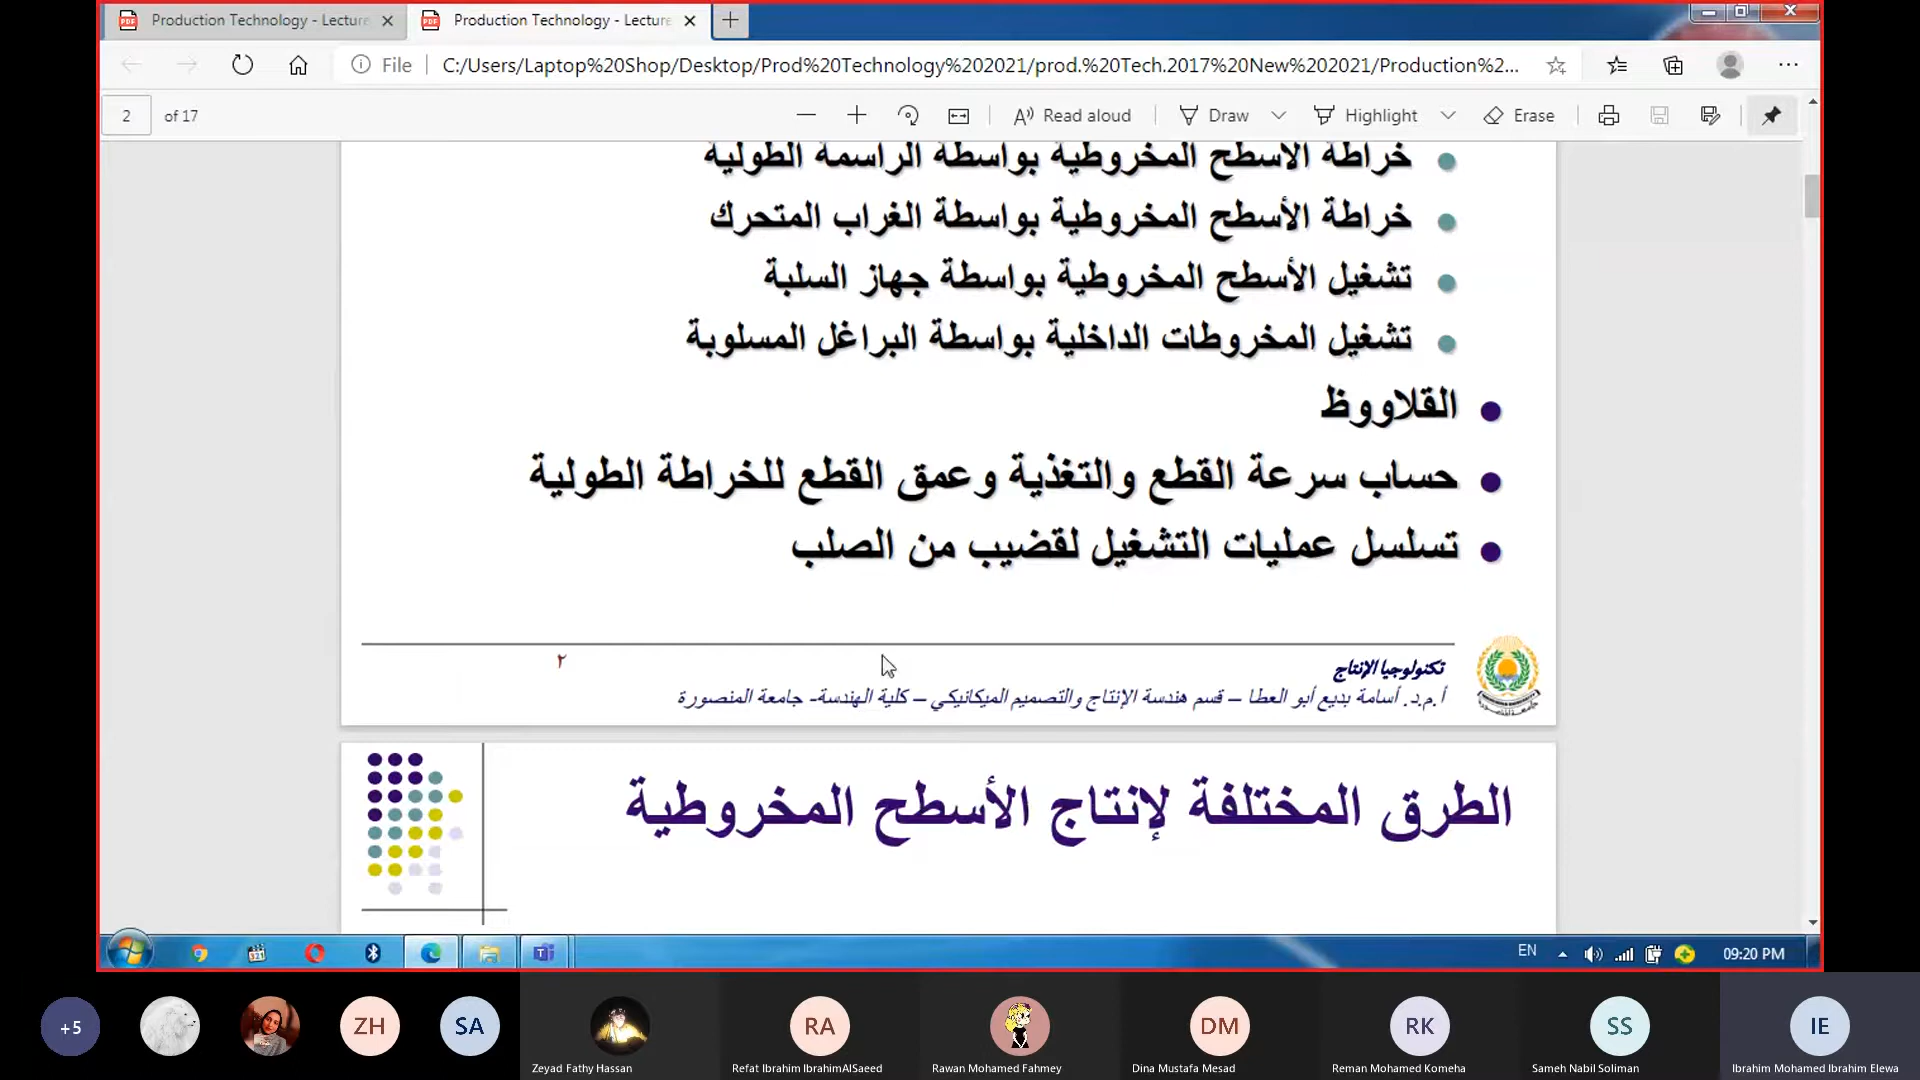 Production Technology - Lecture
Production Technology - Lecture
File
C:/Users/Laptop%20Shop/Desktop/Prod%20Technology%202021/prod.%20Tech.2017%20New%202021/Production%2...
2 of 17
Read aloud
Draw
Highlight
Erase
خراطة الأسطح المخروطية بواسطة الراسمة الطولية
خراطة الأسطح المخروطية بواسطة الغراب المتحرك
تشغيل الأسطح المخروطية بواسطة جهاز السلبة
تشغيل المخروطات الداخلية بواسطة البراغل المسلوبة
القلاووظ
حساب سرعة القطع والتغذية وعمق القطع للخراطة الطولية
تسلسل عمليات التشغيل لقضيب من الصلب
٢
تكنولوجيا الإنتاج
أ.م.د. أسامة بديع أبو العطا – قسم هندسة الإنتاج والتصميم الميكانيكي – كلية الهندسة- جامعة المنصورة
الطرق المختلفة لإنتاج الأسطح المخروطية
EN
09:20 PM
+5
ZH
SA
RA
DM
RK
SS
IE
Zeyad Fathy Hassan
Refat Ibrahim IbrahimAlSaeed
Rawan Mohamed Fahmey
Dina Mustafa Mesad
Reman Mohamed Komeha
Sameh Nabil Soliman
Ibrahim Mohamed Ibrahim Elewa